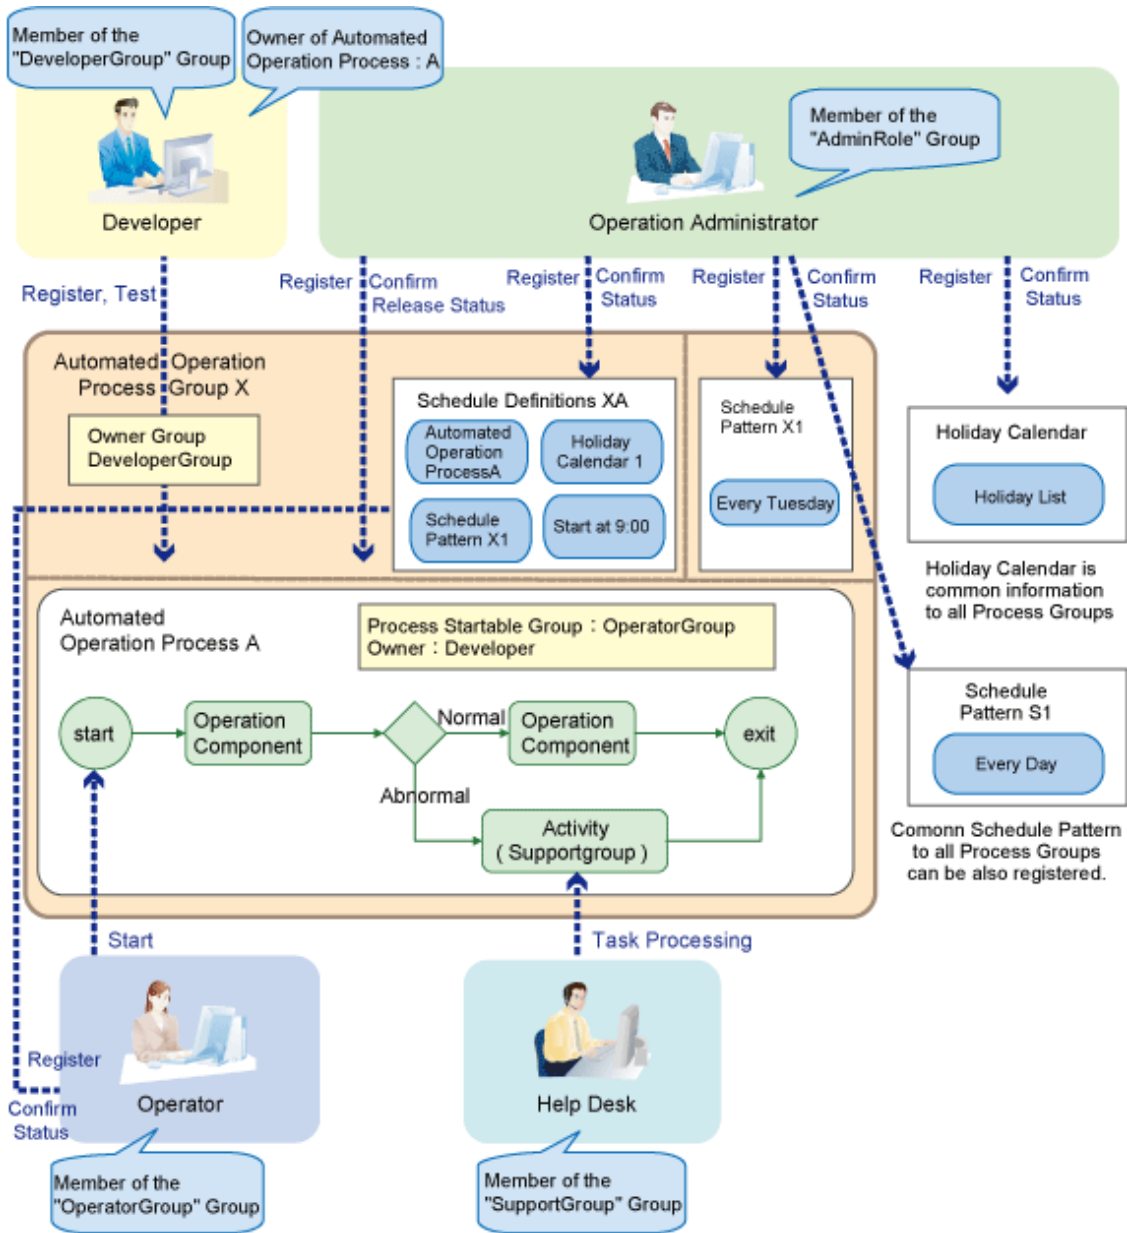 Member of the
"DeveloperGroup" Group
Owner of Automated
Operation Process : A
Member of the
"AdminRole" Group
Developer
Operation Administrator
Register, Test
Register
Confirm
Release Status
Register
Confirm
Status
Register
Confirm
Status
Register
Confirm
Status
Automated Operation
Process Group X
Owner Group
DeveloperGroup
Schedule Definitions XA
Automated
Operation
ProcessA
Holiday
Calendar 1
Schedule
Pattern X1
Start at 9:00
Schedule
Pattern X1
Every Tuesday
Holiday Calendar
Holiday List
Holiday Calendar is
common information
to all Process Groups
Automated
Operation Process A
Process Startable Group : OperatorGroup
Owner : Developer
start
Operation
Component
Normal
Operation
Component
exit
Abnormal
Activity
( Supportgroup )
Schedule
Pattern S1
Every Day
Comonn Schedule Pattern
to all Process Groups
can be also registered.
Start
Task Processing
Register
Confirm
Status
Operator
Help Desk
Member of the
"OperatorGroup" Group
Member of the
"SupportGroup" Group